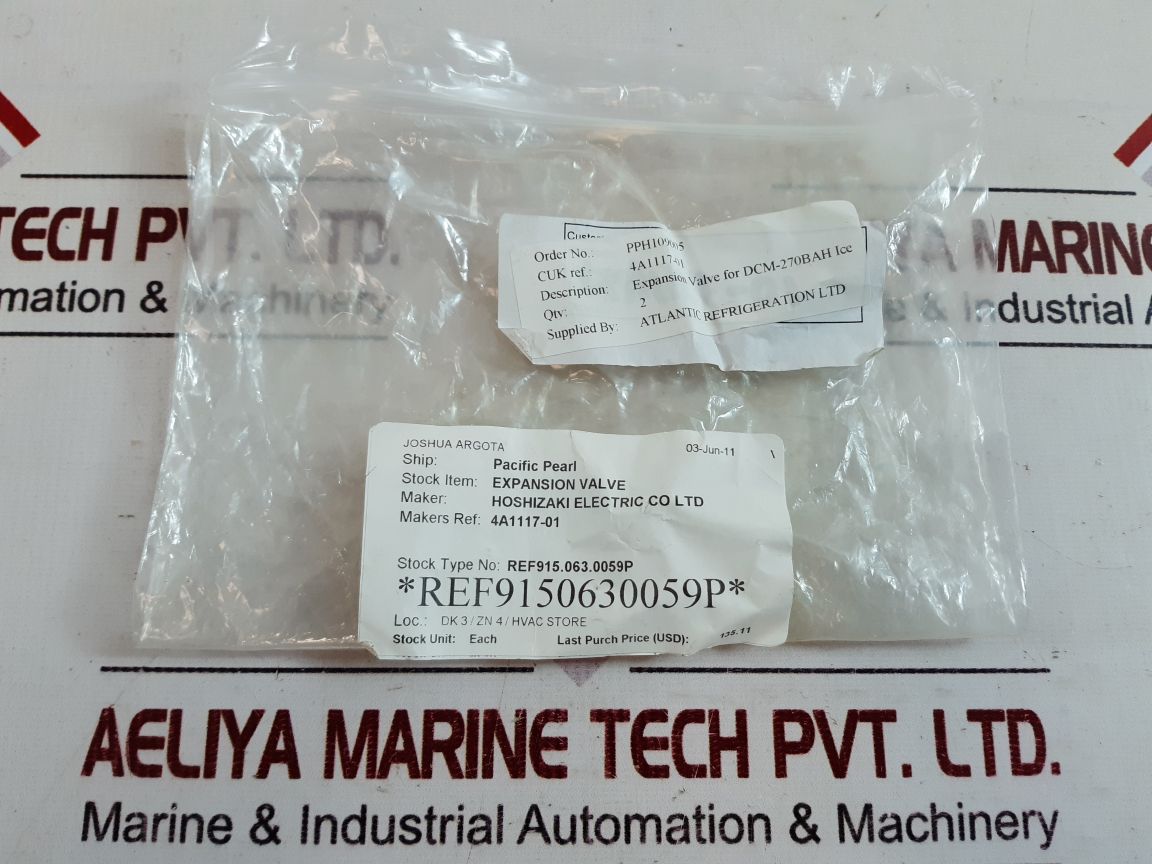 TECH PVT. LTD.
mation & Machinery
MARINE
& Industrial
Order No.: PPH109005
CUK ref.: 4A1117-01
Description: Expansion Valve for DCM-270BAH Ice
Qty: 2
Supplied By: ATLANTIC REFRIGERATION LTD
JOSHUA ARGOTA 03-Jun-11
Ship: Pacific Pearl
Stock Item: EXPANSION VALVE
Maker: HOSHIZAKI ELECTRIC CO LTD
Makers Ref: 4A1117-01
Stock Type No: REF915.063.0059P
*REF9150630059P*
Loc.: DK 3 / ZN 4 / HVAC STORE
Stock Unit: Each Last Purch Price (USD): 135.11
AELIYA MARINE TECH PVT. LTD.
Marine & Industrial Automation & Machinery